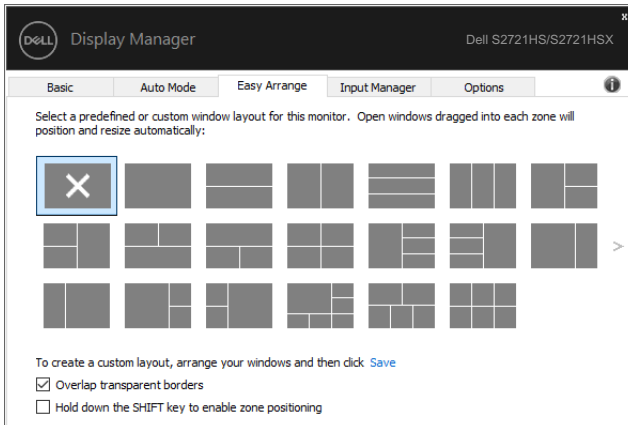 x
DELL Display Manager Dell S2721HS/S2721HSX
Basic Auto Mode Easy Arrange Input Manager Options i
Select a predefined or custom window layout for this monitor. Open windows dragged into each zone will
position and resize automatically:
>
To create a custom layout, arrange your windows and then click Save
Overlap transparent borders
Hold down the SHIFT key to enable zone positioning